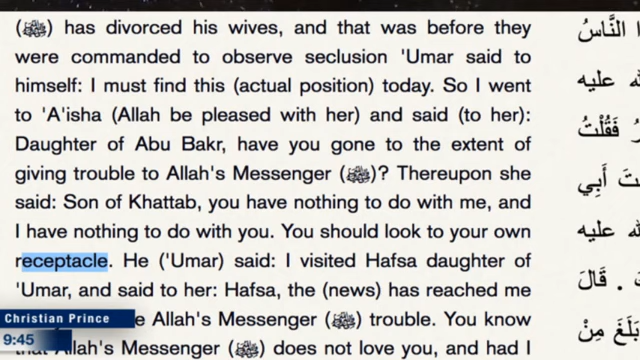 (ﷺ) has divorced his wives, and that was before they
were commanded to observe seclusion 'Umar said to
himself: I must find this (actual position) today. So I went
to 'A'isha (Allah be pleased with her) and said (to her):
Daughter of Abu Bakr, have you gone to the extent of
giving trouble to Allah's Messenger (ﷺ)? Thereupon she
said: Son of Khattab, you have nothing to do with me, and
I have nothing to do with you. You should look to your own
receptacle. He ('Umar) said: I visited Hafsa daughter of
'Umar, and said to her: Hafsa, the (news) has reached me
Allah's Messenger (ﷺ) trouble. You know
that Allah's Messenger (ﷺ) does not love you, and had I
النَّاسُ
عليه
فَقُلْتُ
أَبِي
عليه
. قَالَ
بَلَغَ مِنْ
Christian Prince
9:45